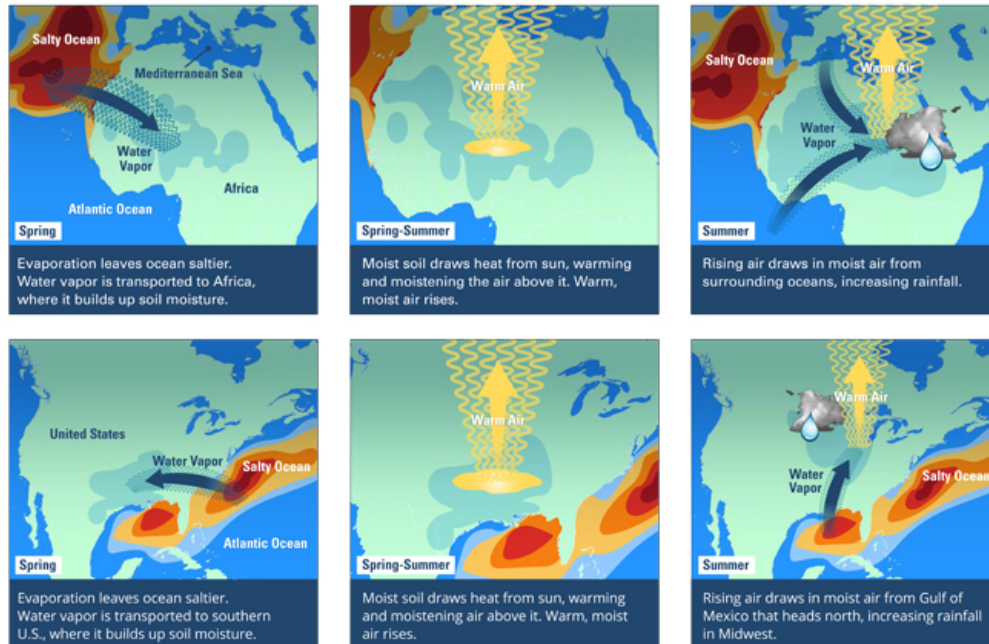 Salty Ocean
Mediterranean Sea
Water
Vapor
Africa
Atlantic Ocean
Spring
Evaporation leaves ocean saltier.
Water vapor is transported to Africa,
where it builds up soil moisture.
Warm Air
Spring-Summer
Moist soil draws heat from sun, warming
and moistening the air above it. Warm,
moist air rises.
Salty Ocean
Warm Air
Water
Vapor
Summer
Rising air draws in moist air from
surrounding oceans, increasing rainfall.
United States
Water Vapor
Salty Ocean
Atlantic Ocean
Spring
Evaporation leaves ocean saltier.
Water vapor is transported to southern
U.S., where it builds up soil moisture.
Warm Air
Spring-Summer
Moist soil draws heat from sun, warming
and moistening air above it. Warm, moist
air rises.
Warm Air
Water
Vapor
Salty Ocean
Summer
Rising air draws in moist air from Gulf of
Mexico that heads north, increasing rainfall
in Midwest.